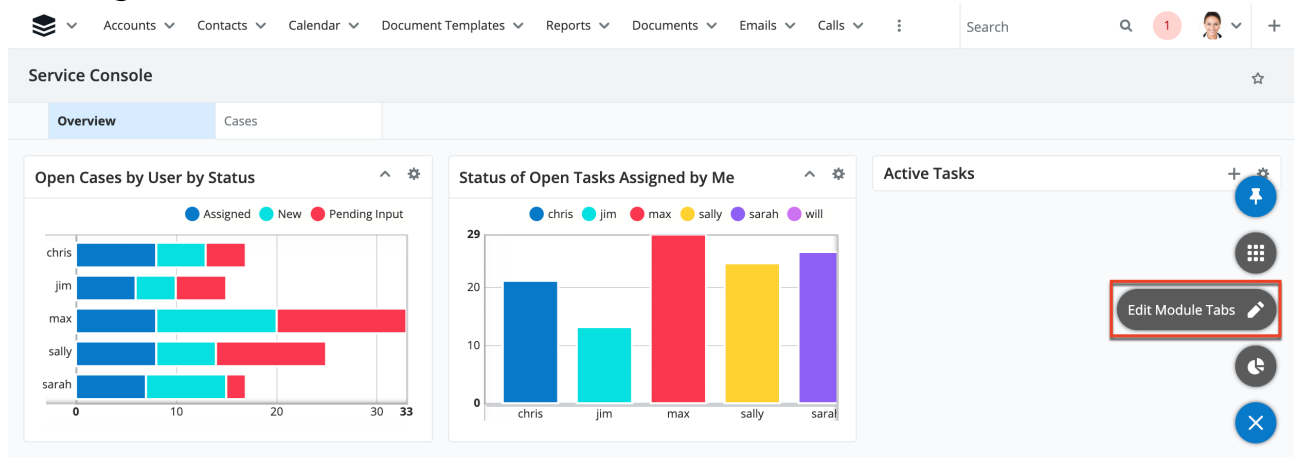 Accounts Contacts Calendar Document Templates Reports Documents Emails Calls Search 1
Service Console
Overview Cases
Open Cases by User by Status
Assigned New Pending Input
chris
jim
max
sally
sarah
0 10 20 30 33
Status of Open Tasks Assigned by Me
chris jim max sally sarah will
29
20
10
0
chris jim max sally sarah
Active Tasks
Edit Module Tabs